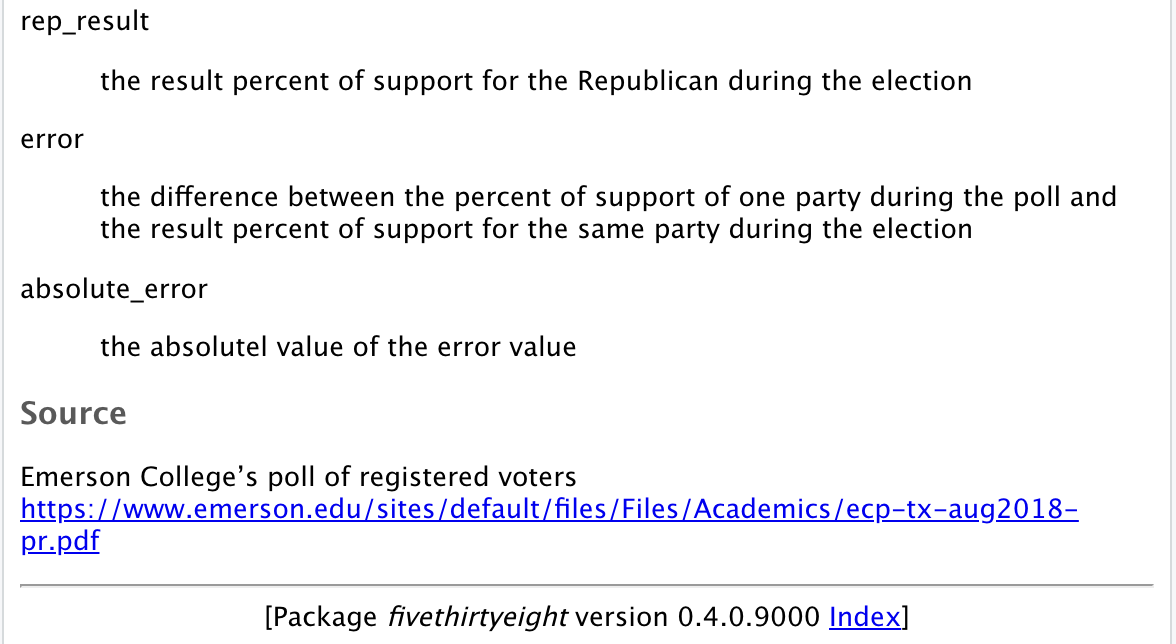 rep_result
the result percent of support for the Republican during the election
error
the difference between the percent of support of one party during the poll and
the result percent of support for the same party during the election
absolute_error
the absolutel value of the error value
Source
Emerson College’s poll of registered voters
https://www.emerson.edu/sites/default/files/Files/Academics/ecp-tx-aug2018-
pr.pdf
[Package fivethirtyeight version 0.4.0.9000 Index]